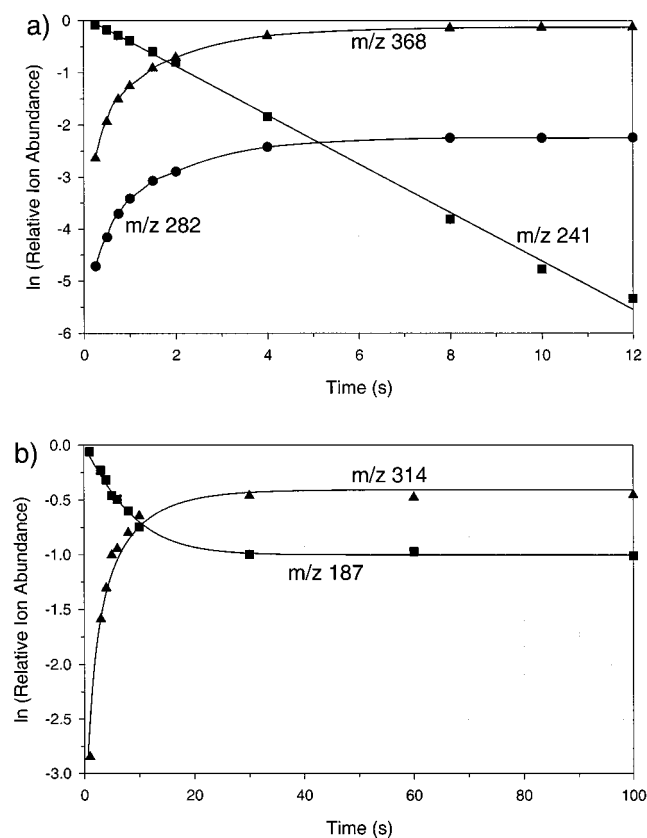 a)
ln (Relative Ion Abundance)
0
-1
-2
-3
-4
-5
-6
m/z 368
m/z 282
m/z 241
0 2 4 6 8 10 12
Time (s)
b)
ln (Relative Ion Abundance)
0.0
-0.5
-1.0
-1.5
-2.0
-2.5
-3.0
m/z 314
m/z 187
0 20 40 60 80 100
Time (s)